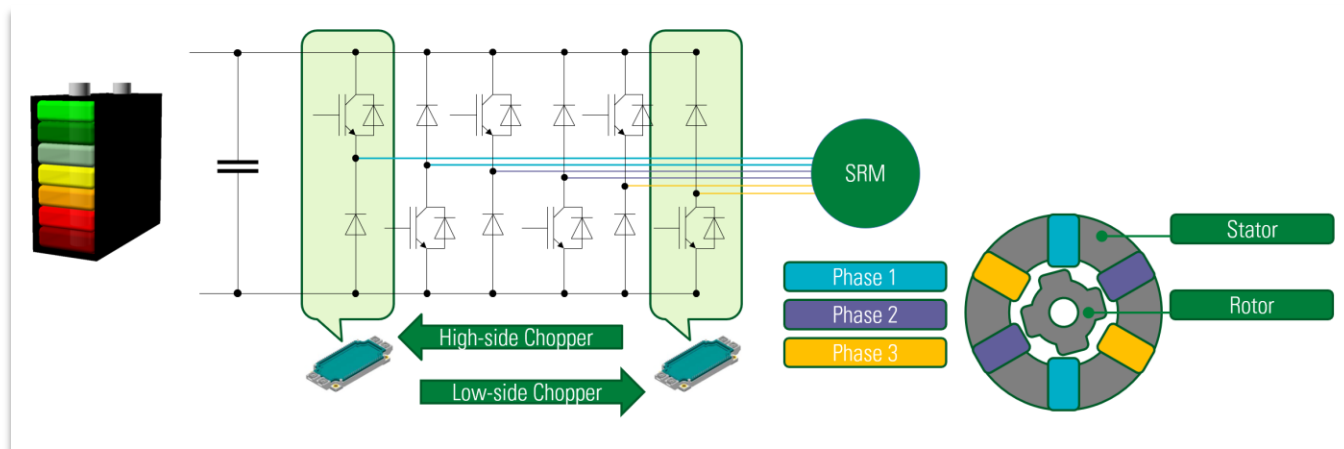 SRM
Stator
Phase 1
Rotor
Phase 2
High-side Chopper
Phase 3
Low-side Chopper